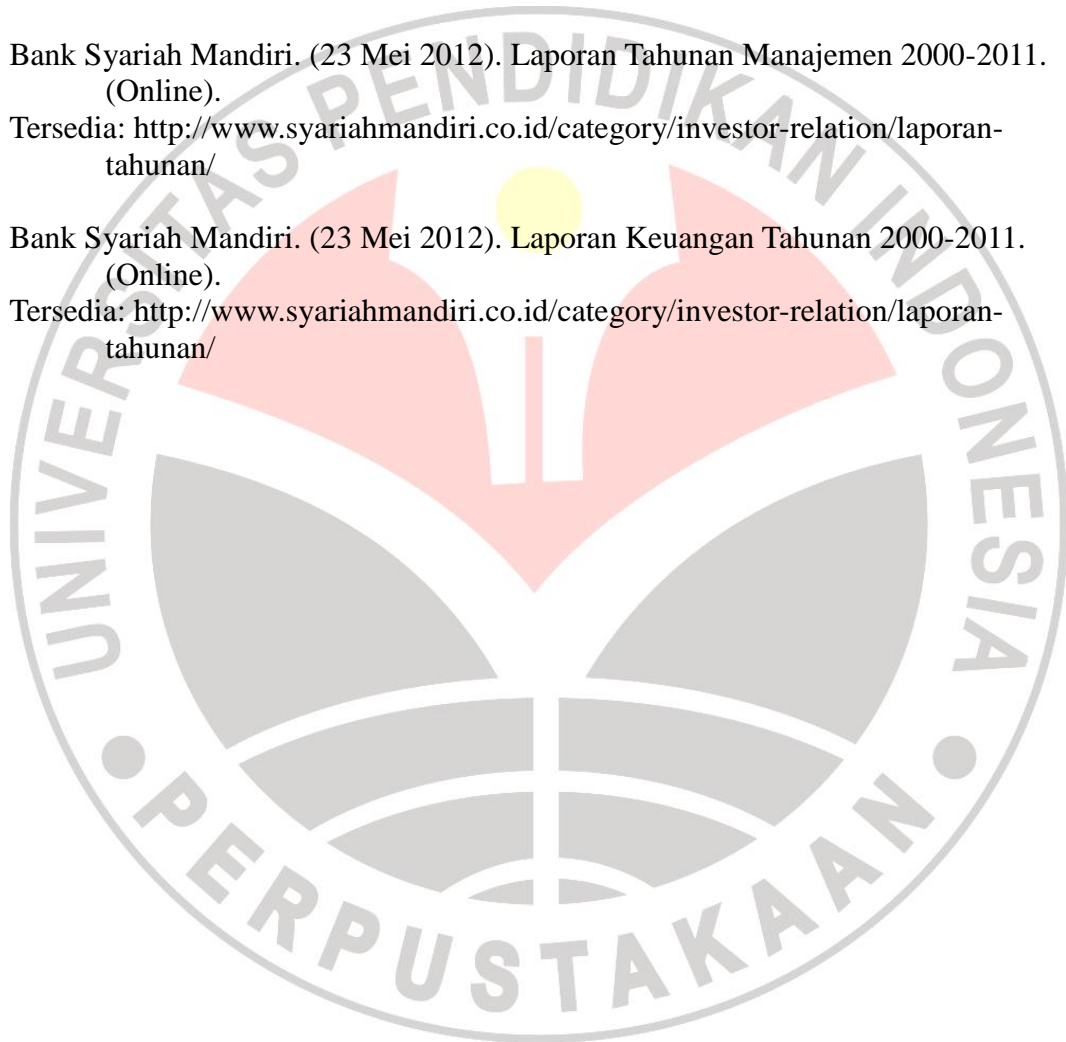 Bank Syariah Mandiri. (23 Mei 2012). Laporan Tahunan Manajemen 2000-2011.
(Online).
Tersedia: http://www.syariahmandiri.co.id/category/investor-relation/laporan-
tahunan/
Bank Syariah Mandiri. (23 Mei 2012). Laporan Keuangan Tahunan 2000-2011.
(Online).
Tersedia: http://www.syariahmandiri.co.id/category/investor-relation/laporan-
tahunan/
UNIVERSITAS PENDIDIKAN INDONESIA
PERPUSTAKAAN